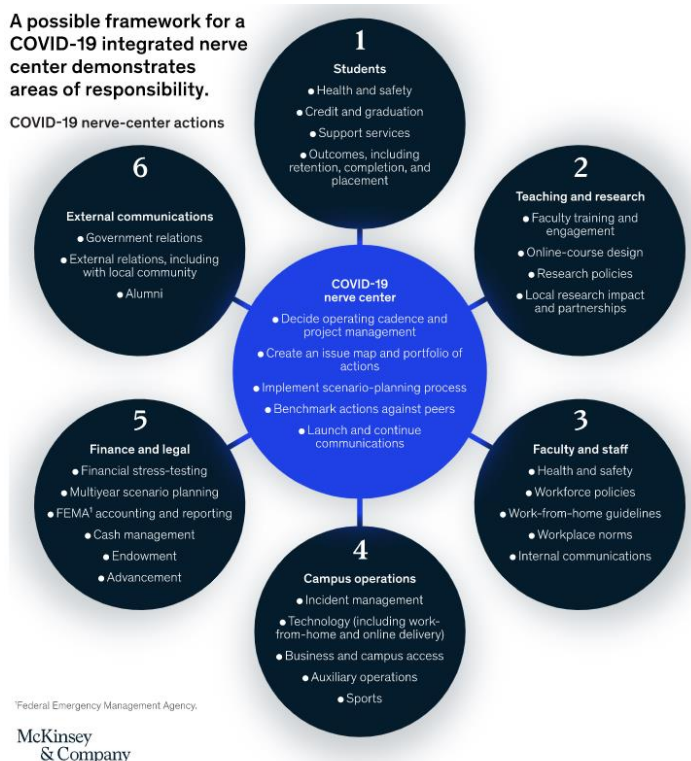 A possible framework for a
COVID-19 integrated nerve
center demonstrates
areas of responsibility.
COVID-19 nerve-center actions
1
Students
● Health and safety
● Credit and graduation
● Support services
● Outcomes, including
retention, completion, and
placement
2
Teaching and research
● Faculty training and
engagement
● Online-course design
● Research policies
● Local research impact
and partnerships
3
Faculty and staff
● Health and safety
● Workforce policies
● Work-from-home guidelines
● Workplace norms
● Internal communications
4
Campus operations
● Incident management
● Technology (including work-
from-home and online delivery)
● Business and campus access
● Auxiliary operations
● Sports
5
Finance and legal
● Financial stress-testing
● Multiyear scenario planning
● FEMA¹ accounting and reporting
● Cash management
● Endowment
● Advancement
6
External communications
● Government relations
● External relations, including
with local community
● Alumni
COVID-19
nerve center
● Decide operating cadence and
project management
● Create an issue map and portfolio of
actions
● Implement scenario-planning process
● Benchmark actions against peers
● Launch and continue
communications
¹Federal Emergency Management Agency.
McKinsey
& Company